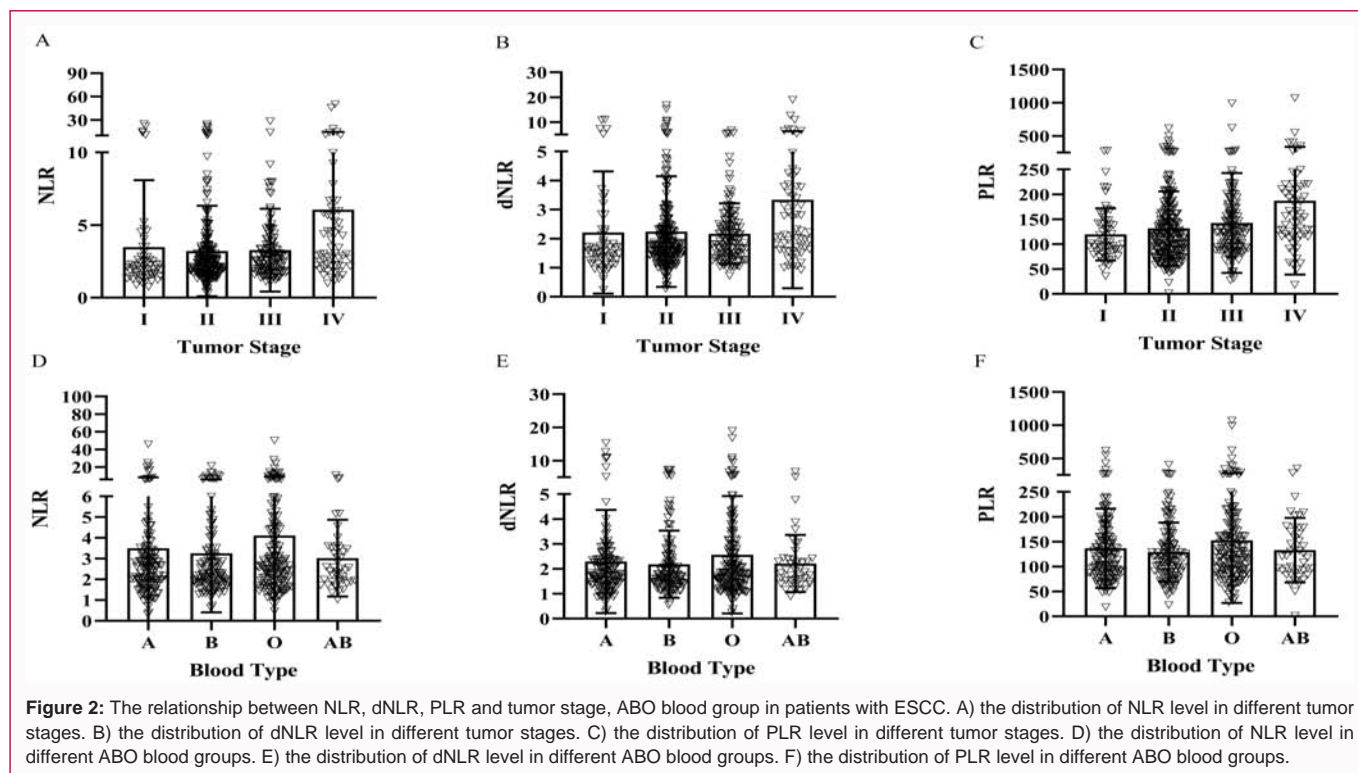 A
NLR
90
60
30
10
5
0
I II III IV
Tumor Stage
B
dNLR
30
20
10
5
4
3
2
1
0
I II III IV
Tumor Stage
C
PLR
1500
1000
500
250
200
150
100
50
0
I II III IV
Tumor Stage
D
NLR
100
80
60
40
20
6
5
4
3
2
1
0
A B O AB
Blood Type
E
dNLR
30
20
10
5
4
3
2
1
0
A B O AB
Blood Type
F
PLR
1500
1000
500
250
200
150
100
50
0
A B O AB
Blood Type
Figure 2: The relationship between NLR, dNLR, PLR and tumor stage, ABO blood group in patients with ESCC. A) the distribution of NLR level in different tumor
stages. B) the distribution of dNLR level in different tumor stages. C) the distribution of PLR level in different tumor stages. D) the distribution of NLR level in
different ABO blood groups. E) the distribution of dNLR level in different ABO blood groups. F) the distribution of PLR level in different ABO blood groups.